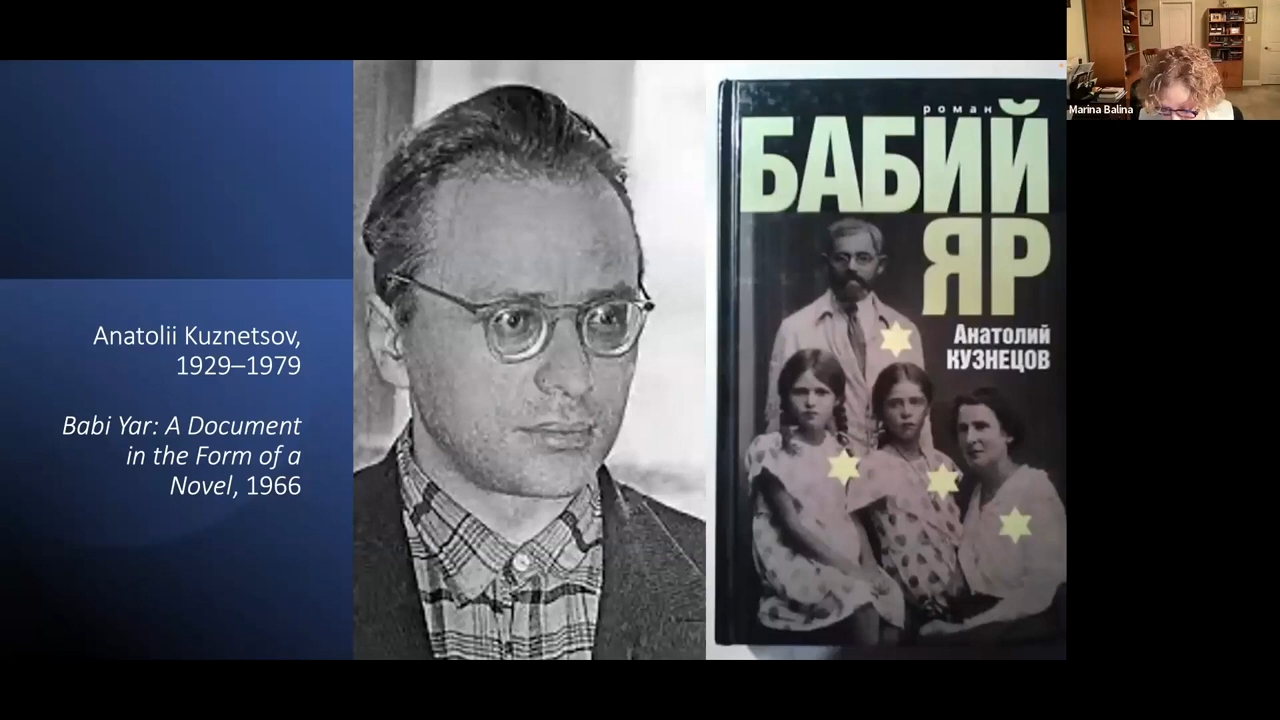 Anatolii Kuznetsov,
1929–1979
Babi Yar: A Document
in the Form of a
Novel, 1966
роман
БАБИЙ
ЯР
Анатолий
КУЗНЕЦОВ
Marina Balina